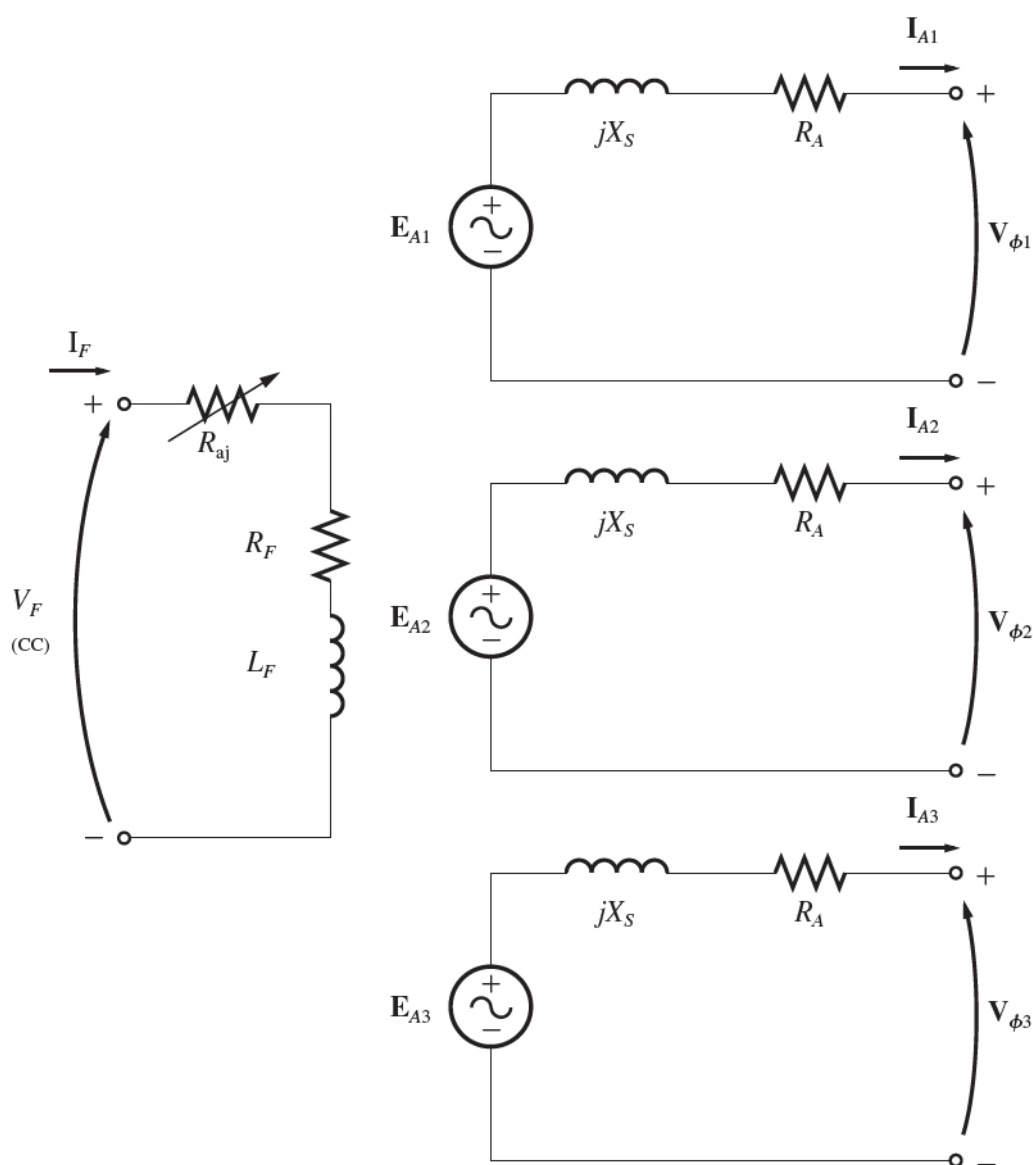 I_A1
+
jX_S
R_A
+
E_A1
−
V_ϕ1
−
I_F
+
R_aj
R_F
V_F
(CC)
L_F
−
I_A2
+
jX_S
R_A
+
E_A2
−
V_ϕ2
−
I_A3
+
jX_S
R_A
+
E_A3
−
V_ϕ3
−